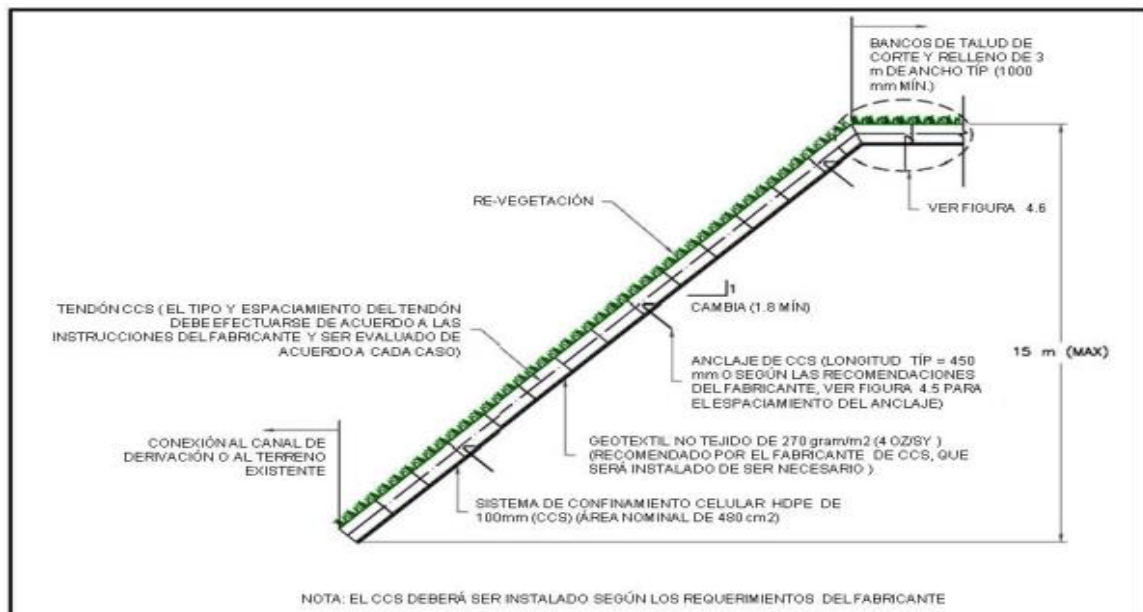 BANCOS DE TALUD DE
CORTE Y RELLENO DE 3
m DE ANCHO TÍP (1000
mm MÍN.)
RE-VEGETACIÓN
VER FIGURA 4.6
1
CAMBIA (1.8 MÍN)
TENDÓN CCS (EL TIPO Y ESPACIAMIENTO DEL TENDÓN
DEBE EFECTUARSE DE ACUERDO A LAS
INSTRUCCIONES DEL FABRICANTE Y SER EVALUADO DE
ACUERDO A CADA CASO)
15 m (MAX)
ANCLAJE DE CCS (LONGITUD TÍP = 450
mm O SEGÚN LAS RECOMENDACIONES
DEL FABRICANTE, VER FIGURA 4.5 PARA
EL ESPACIAMIENTO DEL ANCLAJE)
CONEXIÓN AL CANAL DE
DERIVACIÓN O AL TERRENO
EXISTENTE
GEOTEXTIL NO TEJIDO DE 270 gram/m2 (4 OZ/SY )
(RECOMENDADO POR EL FABRICANTE DE CCS, QUE
SERÁ INSTALADO DE SER NECESARIO )
SISTEMA DE CONFINAMIENTO CELULAR HDPE DE
100mm (CCS) (ÁREA NOMINAL DE 480 cm2)
NOTA: EL CCS DEBERÁ SER INSTALADO SEGÚN LOS REQUERIMIENTOS DEL FABRICANTE